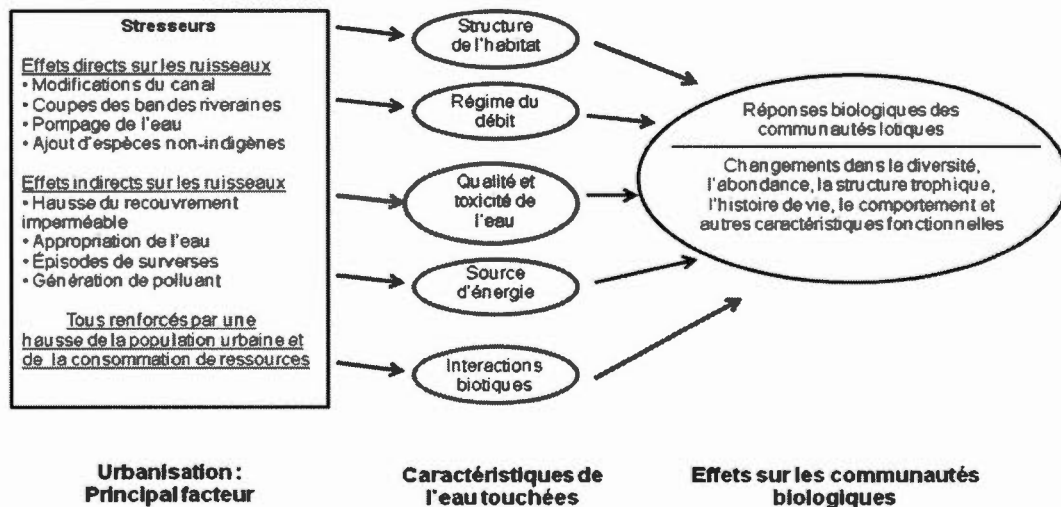 Stresseurs
Effets directs sur les ruisseaux
• Modifications du canal
• Coupes des bandes riveraines
• Pompage de l'eau
• Ajout d'espèces non-indigènes
Effets indirects sur les ruisseaux
• Hausse du recouvrement
imperméable
• Appropriation de l'eau
• Épisodes de surverses
• Génération de polluant
Tous renforcés par une
hausse de la population urbaine et
de la consommation de ressources
Structure
de l'habitat
Régime du
débit
Qualité et
toxicité de
l'eau
Source
d'énergie
Interactions
biotiques
Réponses biologiques des
communautés lotiques
Changements dans la diversité,
l'abondance, la structure trophique,
l'histoire de vie, le comportement et
autres caractéristiques fonctionnelles
Urbanisation :
Principal facteur
Caractéristiques de
l'eau touchées
Effets sur les communautés
biologiques